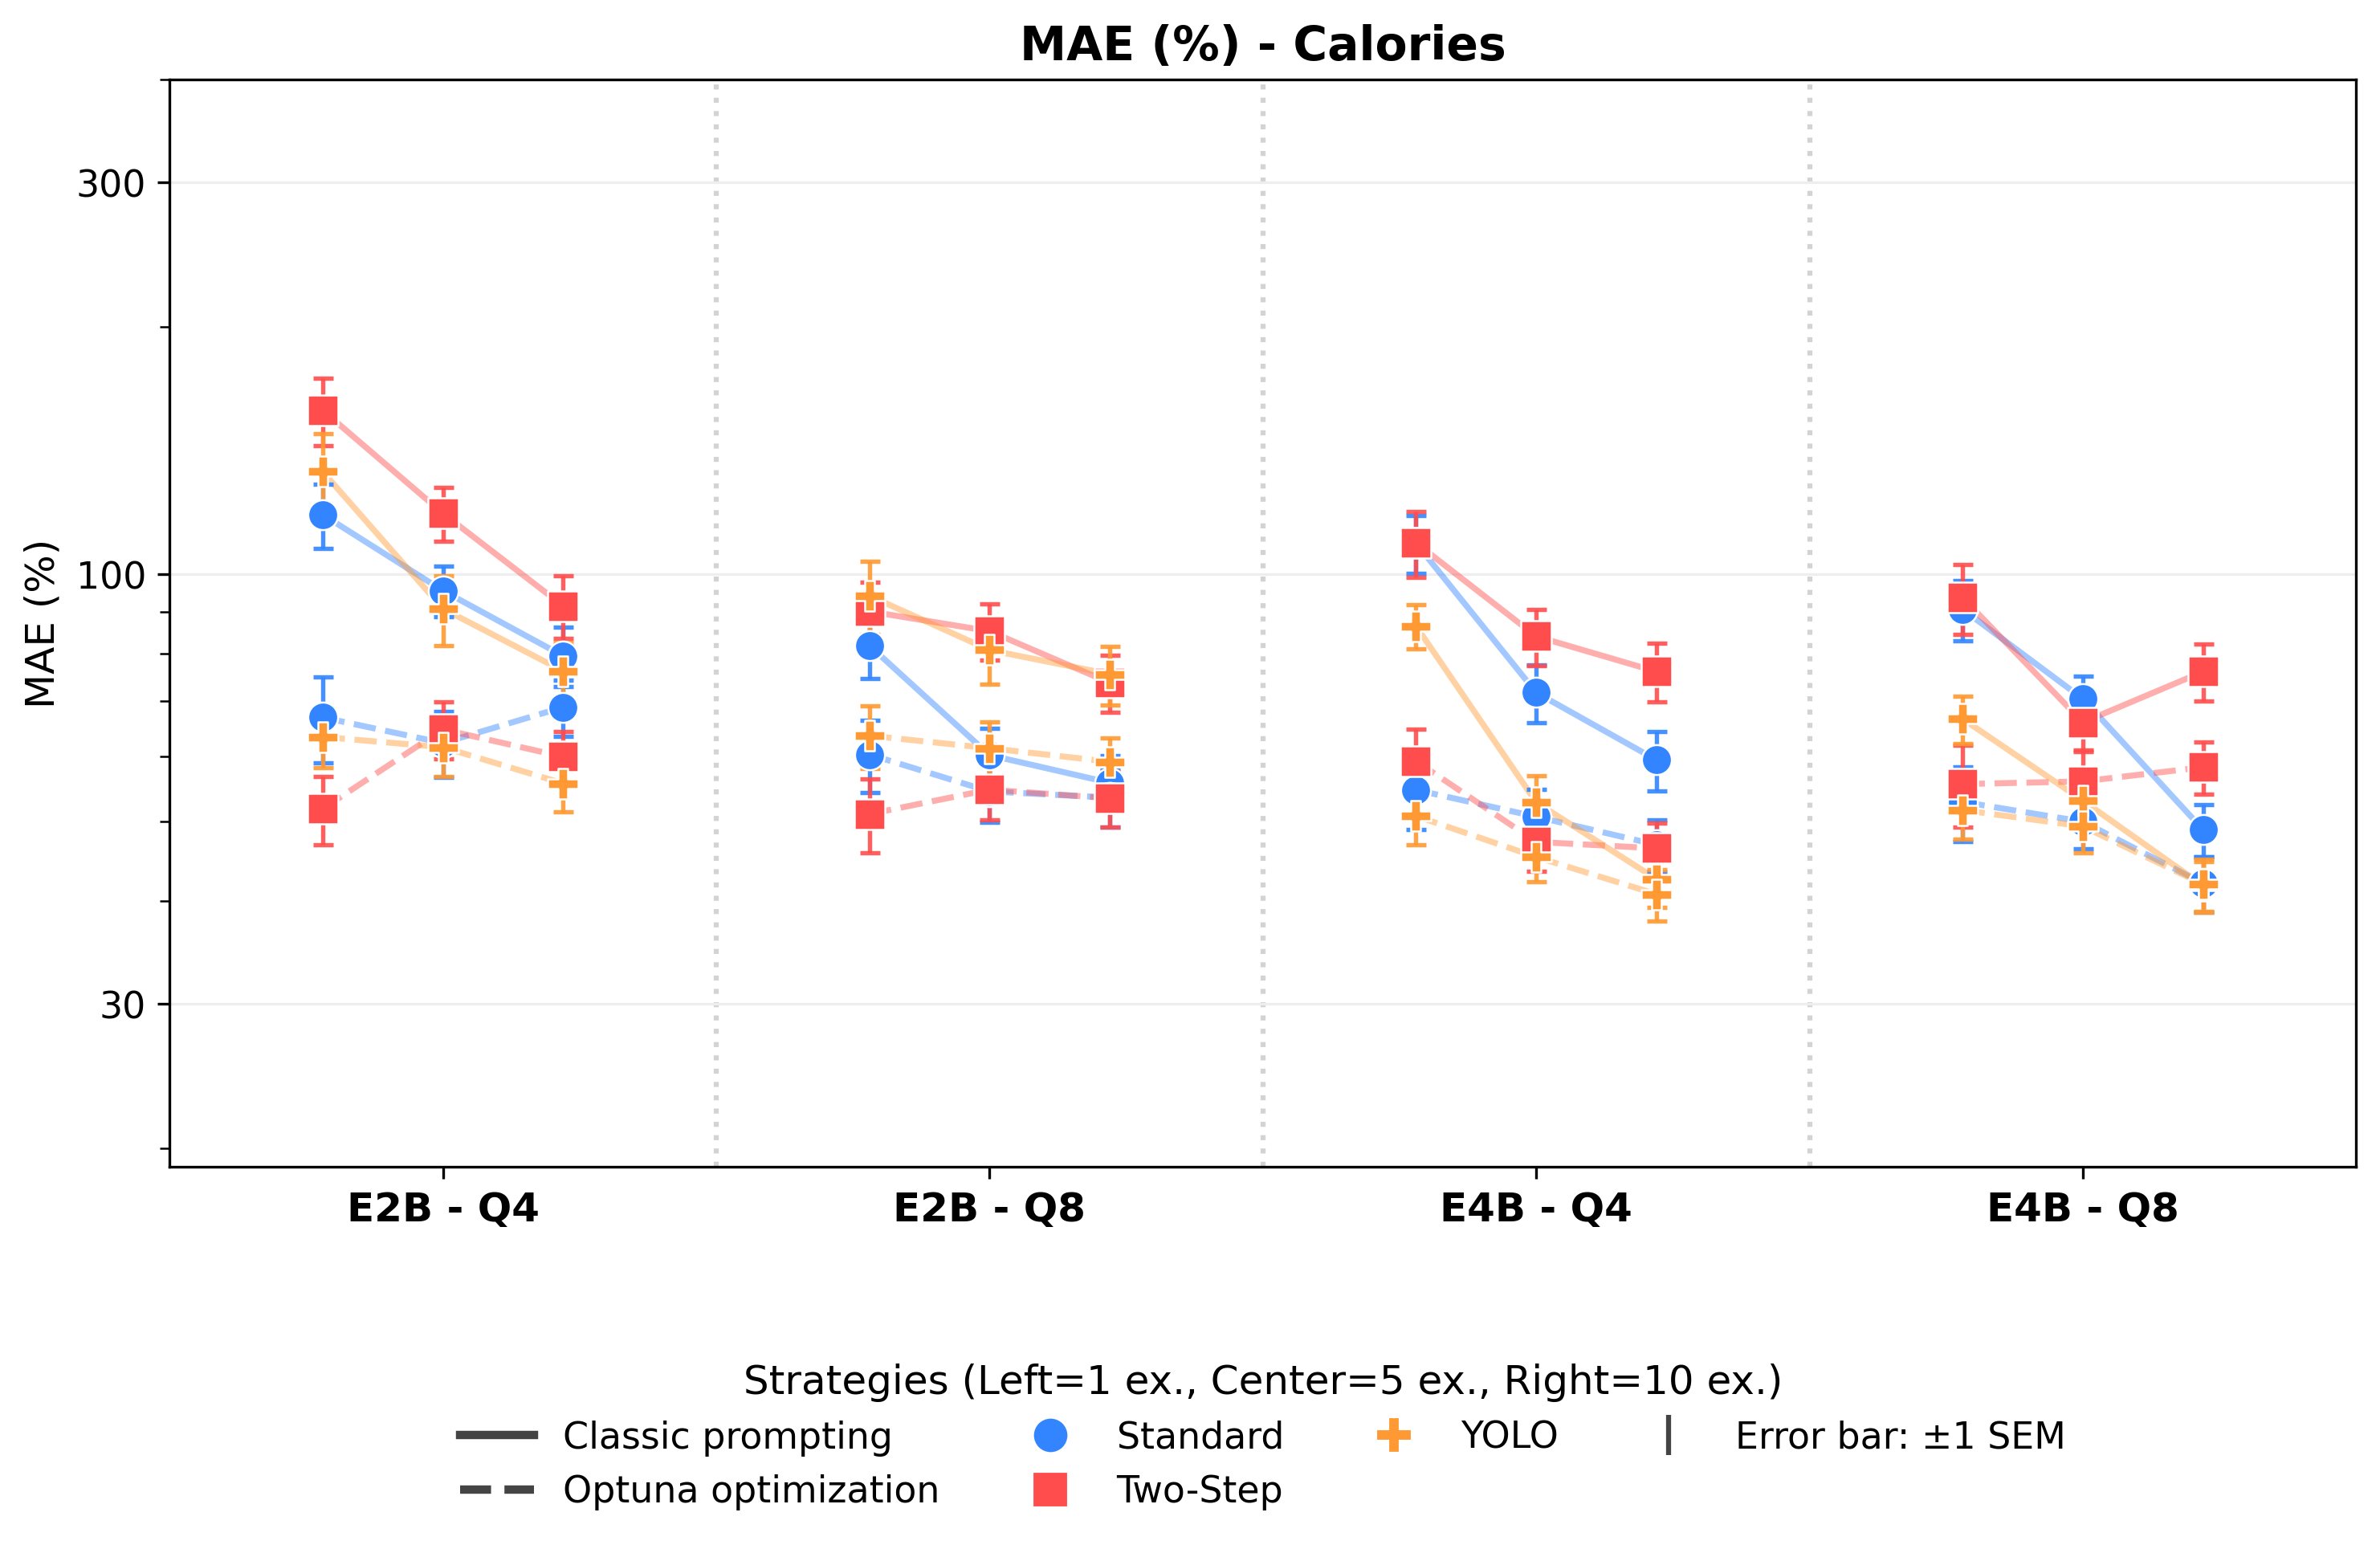 MAE (%) - Calories
MAE (%)
300
100
30
E2B - Q4
E2B - Q8
E4B - Q4
E4B - Q8
Strategies (Left=1 ex., Center=5 ex., Right=10 ex.)
Classic prompting
Standard
YOLO
Error bar: ±1 SEM
Optuna optimization
Two-Step